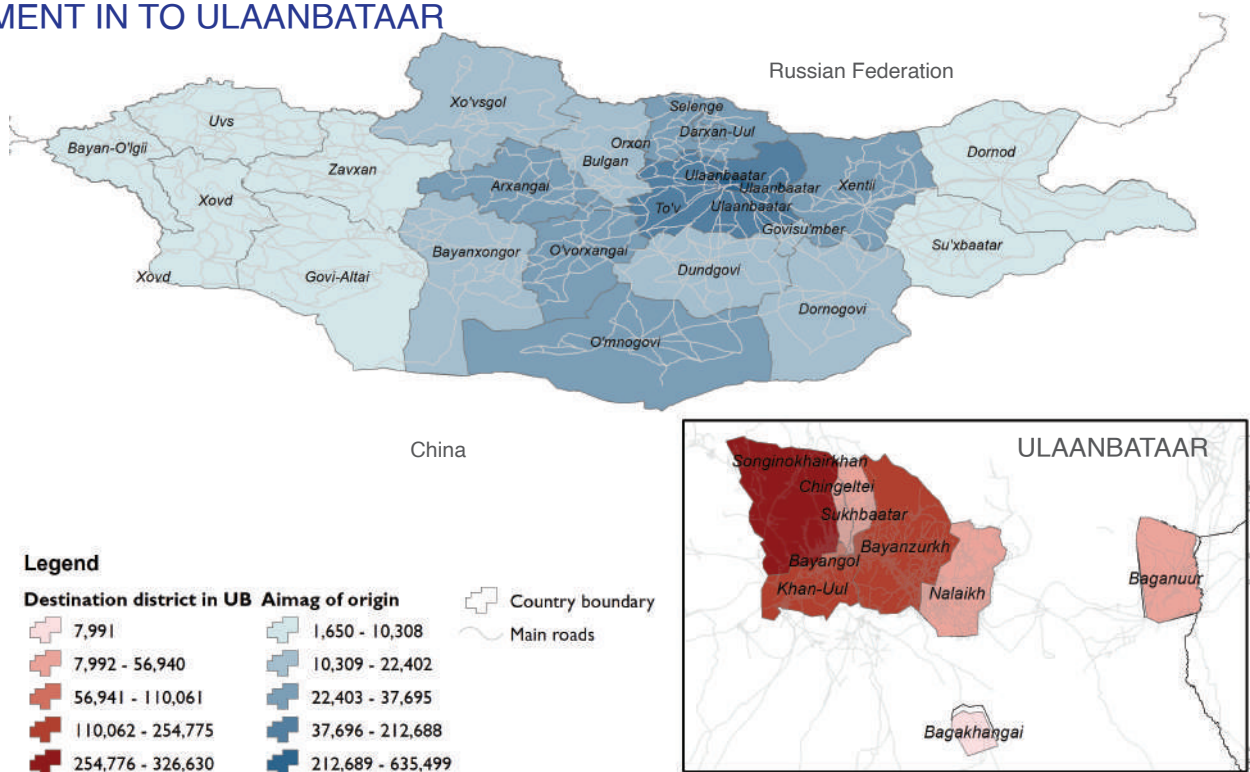 MENT IN TO ULAANBATAAR
Russian Federation
Xo'vsgol
Selenge
Uvs
Darxan-Uul
Bayan-O'lgii
Orxon
Dornod
Bulgan
Zavxan
Ulaanbaatar
Arxangai
Ulaanbaatar
Xentii
Xovd
To'v
Ulaanbaatar
Govisu'mber
Bayanxongor
O'vorxangai
Su'xbaatar
Dundgovi
Xovd
Govi-Altai
Dornogovi
O'mnogovi
China
ULAANBATAAR
Songinokhairkhan
Chingeltei
Sukhbaatar
Bayanzurkh
Bayangol
Khan-Uul
Nalaikh
Baganuur
Bagakhangai
Legend
Destination district in UB
7,991
7,992 - 56,940
56,941 - 110,061
110,062 - 254,775
254,776 - 326,630
Aimag of origin
1,650 - 10,308
10,309 - 22,402
22,403 - 37,695
37,696 - 212,688
212,689 - 635,499
Country boundary
Main roads